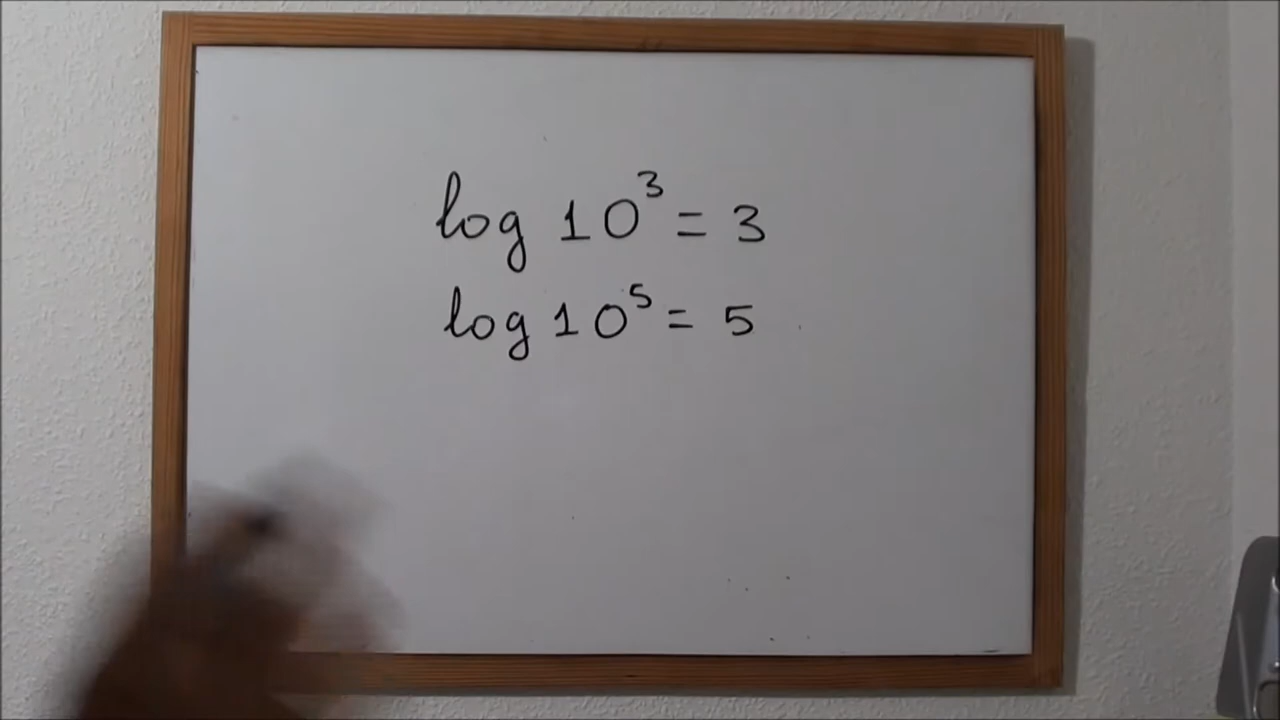 log 10³ = 3
log 10⁵ = 5